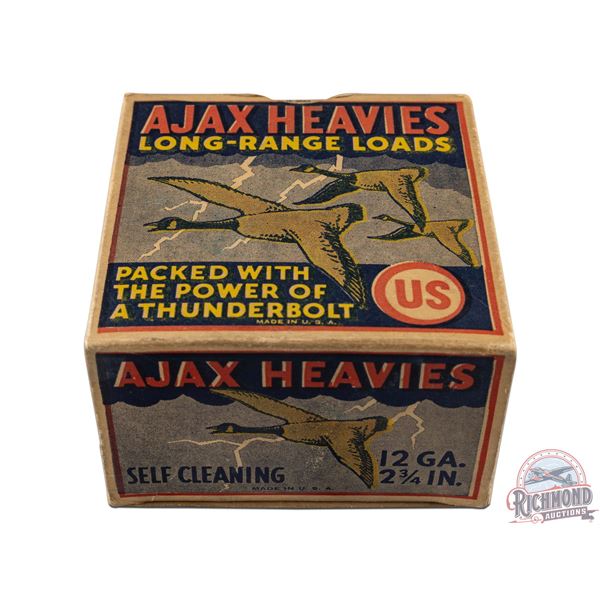 AJAX HEAVIES
LONG-RANGE LOADS
PACKED WITH
THE POWER OF
A THUNDERBOLT
US
MADE IN U.S.A.
AJAX HEAVIES
12 GA.
SELF CLEANING 2¾ IN.
MADE IN U.S.A.
RICHMOND
AUCTIONS